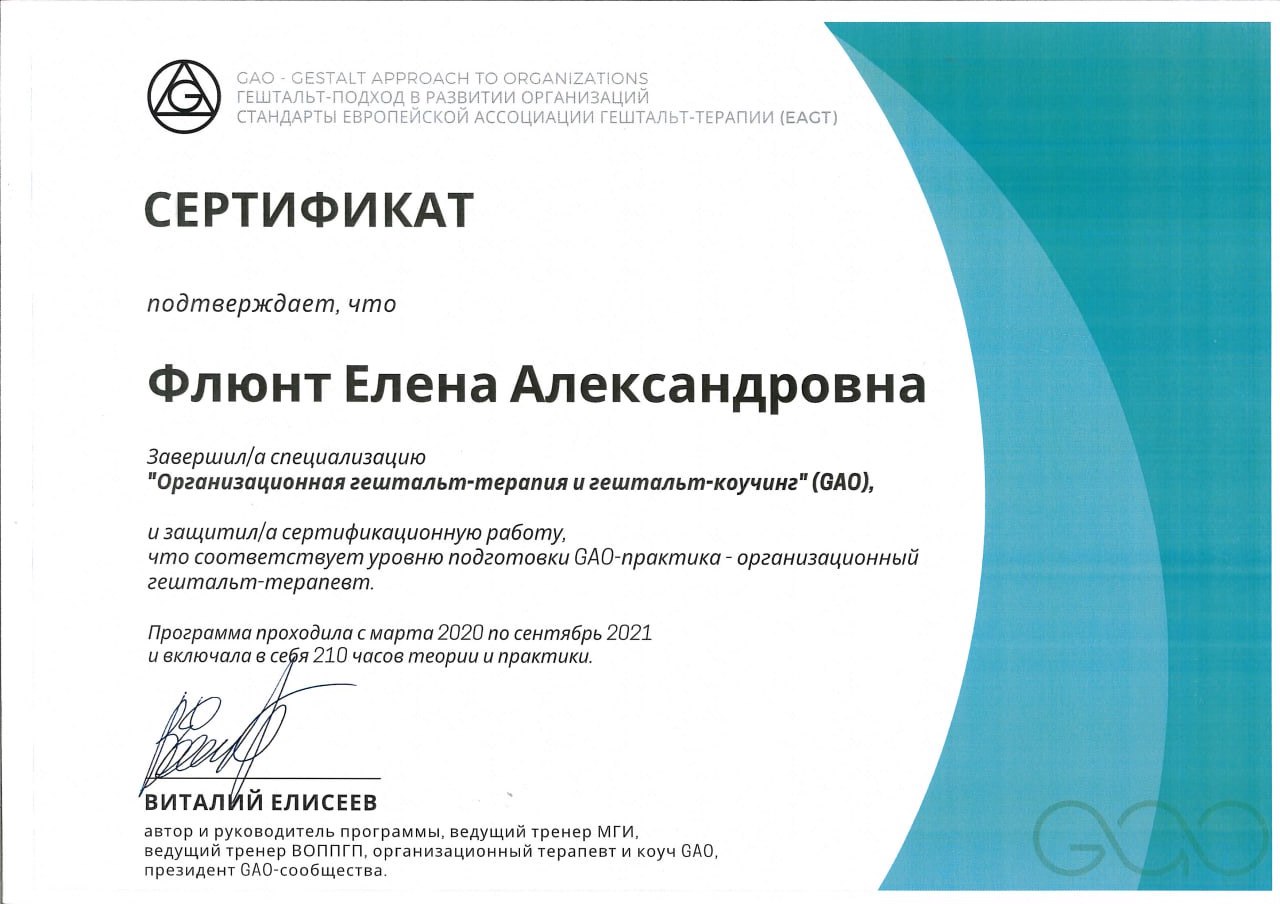 GAO - GESTALT APPROACH TO ORGANIZATIONS
ГЕШТАЛЬТ-ПОДХОД В РАЗВИТИИ ОРГАНИЗАЦИЙ
СТАНДАРТЫ ЕВРОПЕЙСКОЙ АССОЦИАЦИИ ГЕШТАЛЬТ-ТЕРАПИИ (EAGT)
СЕРТИФИКАТ
подтверждает, что
Флюнт Елена Александровна
Завершил/а специализацию
"Организационная гештальт-терапия и гештальт-коучинг" (GAO),
и защитил/а сертификационную работу,
что соответствует уровню подготовки GAO-практика - организационный
гештальт-терапевт.
Программа проходила с марта 2020 по сентябрь 2021
и включала в себя 210 часов теории и практики.
ВИТАЛИЙ ЕЛИСЕЕВ
автор и руководитель программы, ведущий тренер МГИ,
ведущий тренер ВОППГП, организационный терапевт и коуч GAO,
президент GAO-сообщества.
GAO